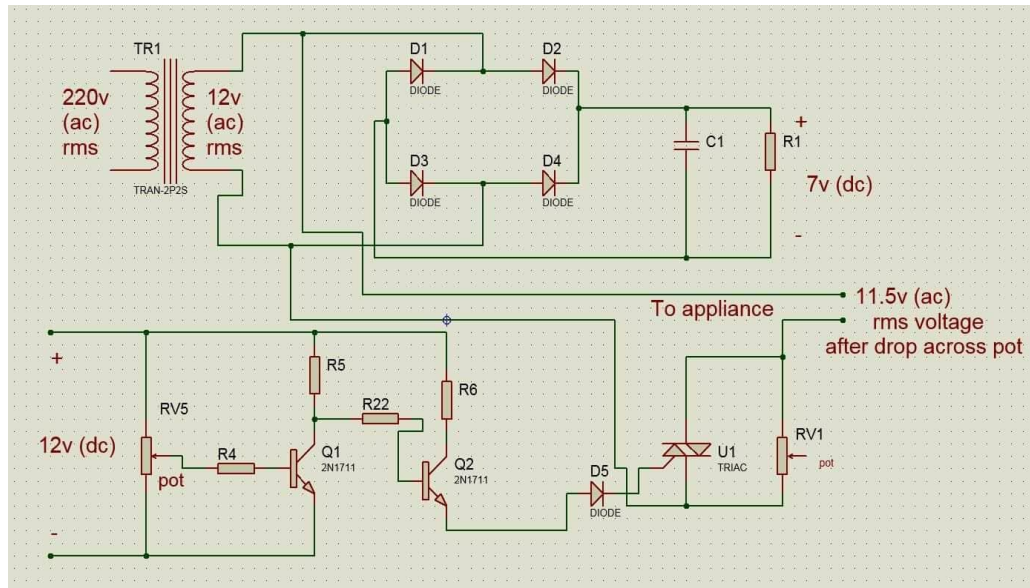 TR1
220v
(ac)
rms
12v
(ac)
rms
TRAN-2P2S
D1
DIODE
D2
DIODE
D3
DIODE
D4
DIODE
C1
R1
+
7v (dc)
-
To appliance
11.5v (ac)
rms voltage
after drop across pot
+
12v (dc)
-
RV5
pot
R4
R5
Q1
2N1711
R22
R6
Q2
2N1711
D5
DIODE
U1
TRIAC
RV1
pot